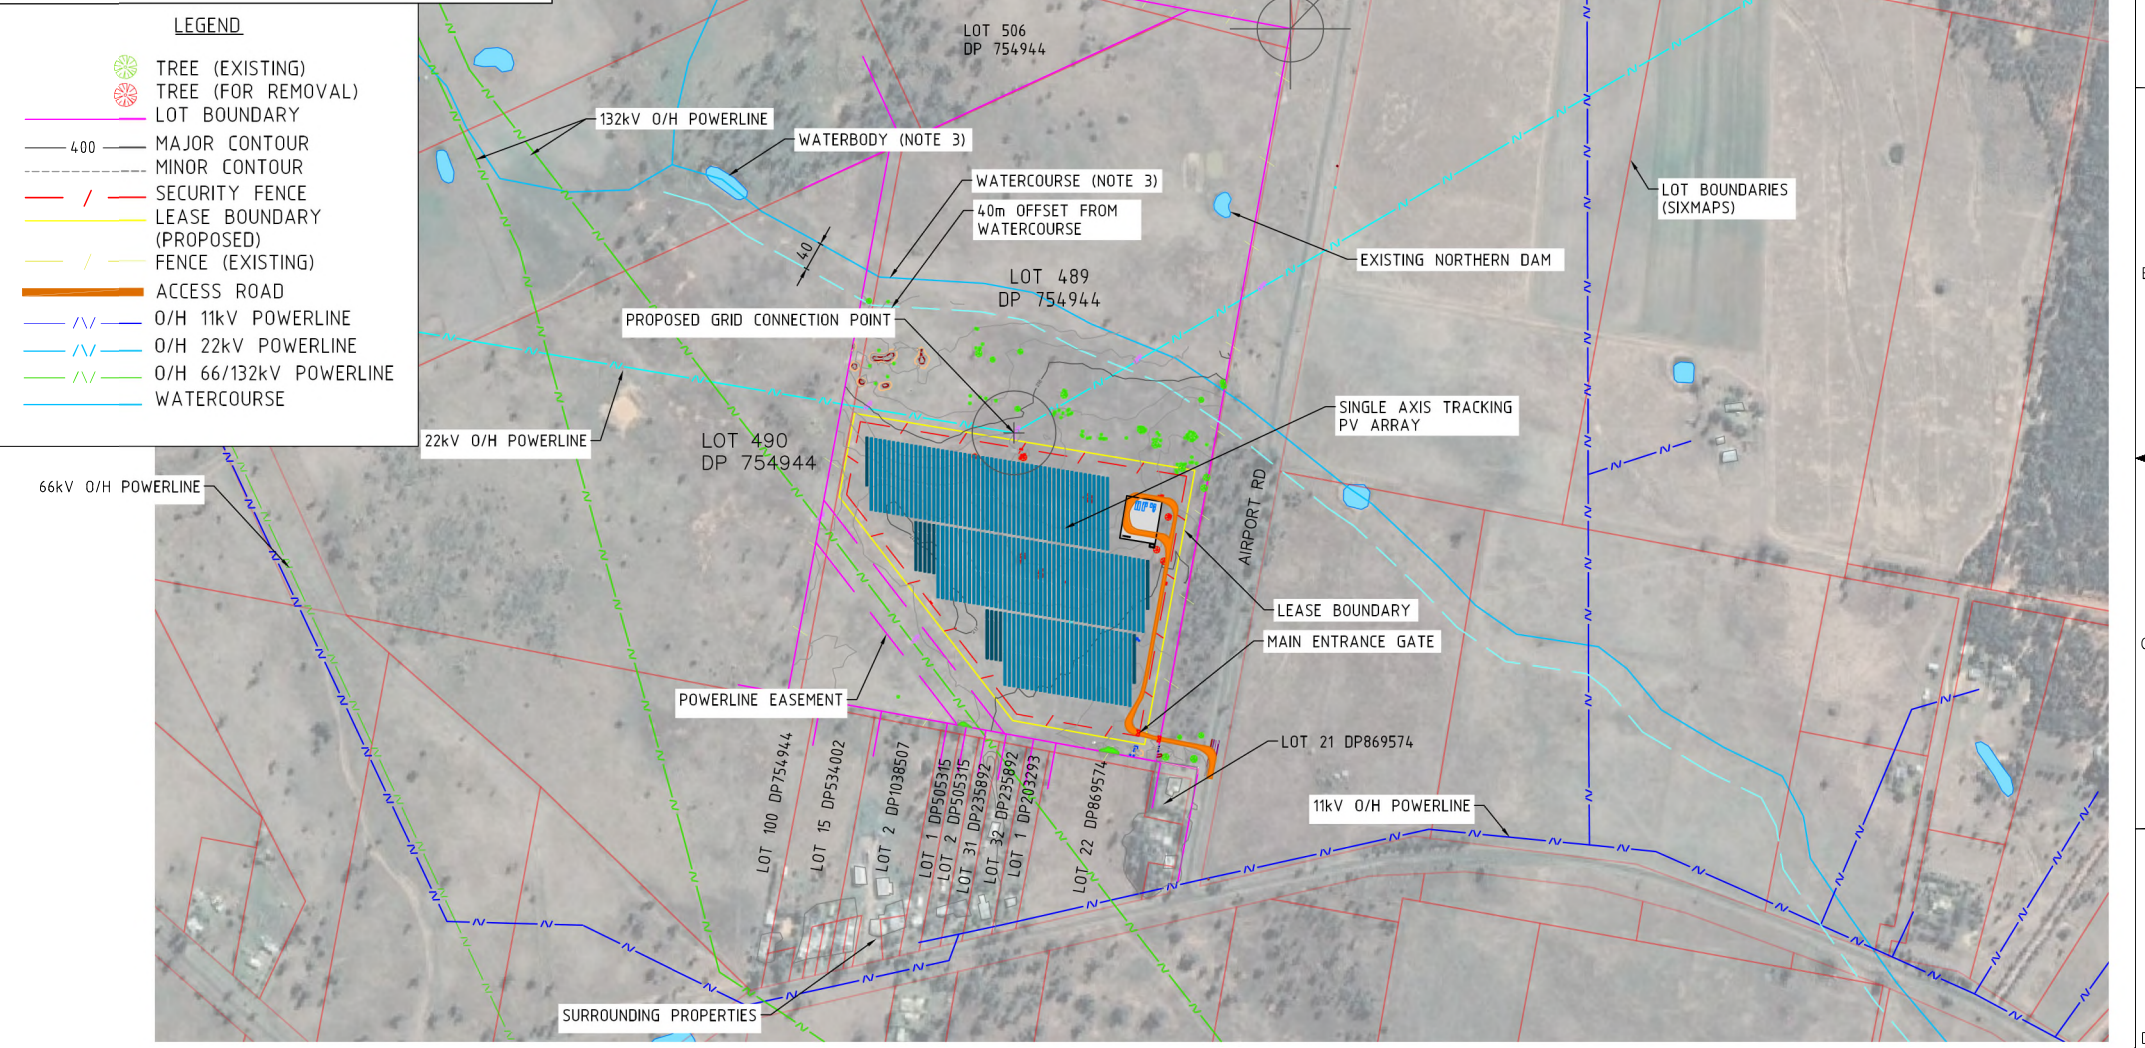 LEGEND
TREE (EXISTING)
TREE (FOR REMOVAL)
LOT BOUNDARY
400
MAJOR CONTOUR
MINOR CONTOUR
SECURITY FENCE
LEASE BOUNDARY
(PROPOSED)
FENCE (EXISTING)
ACCESS ROAD
O/H 11kV POWERLINE
O/H 22kV POWERLINE
O/H 66/132kV POWERLINE
WATERCOURSE
LOT 506
DP 754944
132kV O/H POWERLINE
WATERBODY (NOTE 3)
WATERCOURSE (NOTE 3)
40m OFFSET FROM
WATERCOURSE
40
LOT BOUNDARIES
(SIXMAPS)
EXISTING NORTHERN DAM
LOT 489
DP 754944
PROPOSED GRID CONNECTION POINT
SINGLE AXIS TRACKING
PV ARRAY
22kV O/H POWERLINE
LOT 490
DP 754944
66kV O/H POWERLINE
AIRPORT RD
LEASE BOUNDARY
MAIN ENTRANCE GATE
POWERLINE EASEMENT
LOT 21 DP869574
LOT 100 DP754944
LOT 15 DP534002
LOT 2 DP1038507
LOT 1 DP505315
LOT 2 DP505315
LOT 31 DP235892
LOT 32 DP235892
LOT 1 DP203293
LOT 22 DP869574
11kV O/H POWERLINE
SURROUNDING PROPERTIES